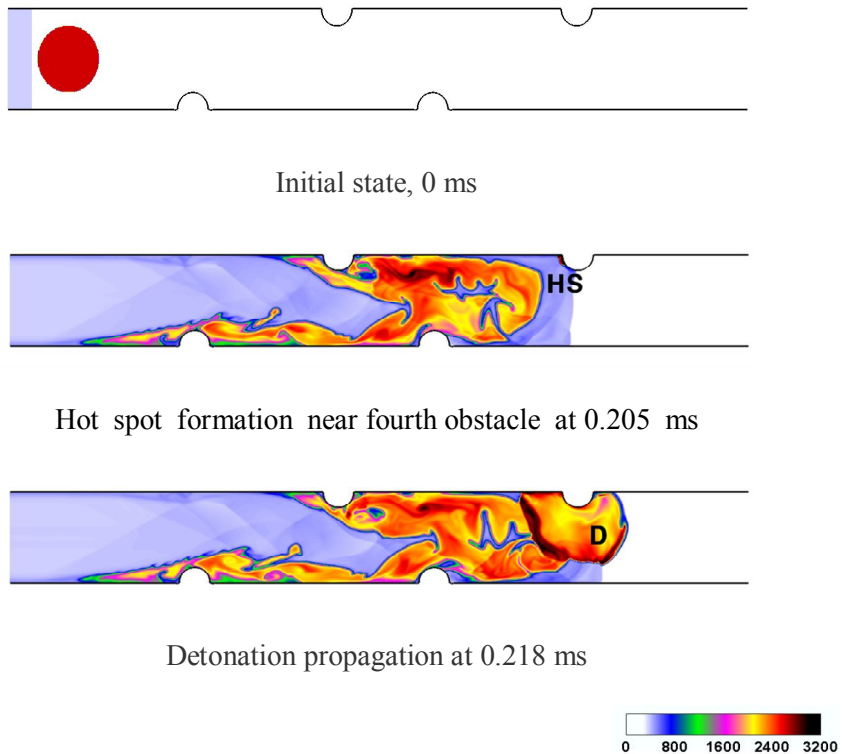 Initial state, 0 ms
HS
Hot spot formation near fourth obstacle at 0.205 ms
D
Detonation propagation at 0.218 ms
0 800 1600 2400 3200